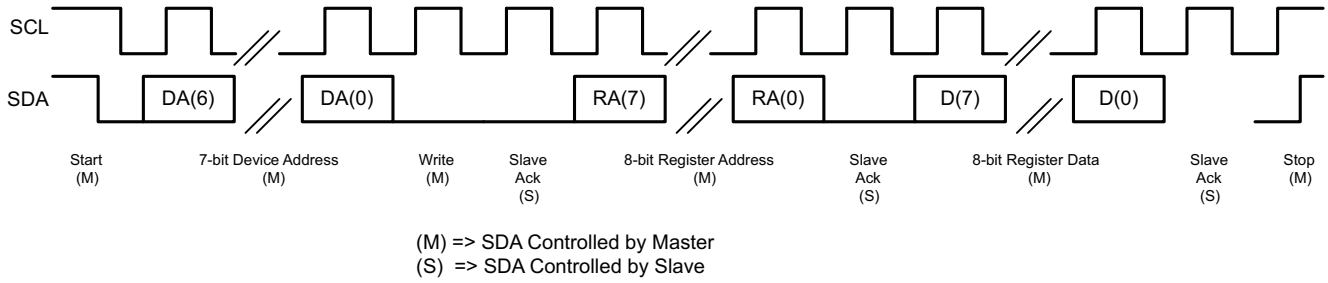 SCL
SDA DA(6) DA(0) RA(7) RA(0) D(7) D(0)
Start
(M)
7-bit Device Address
(M)
Write
(M)
Slave
Ack
(S)
8-bit Register Address
(M)
Slave
Ack
(S)
8-bit Register Data
(M)
Slave
Ack
(S)
Stop
(M)
(M) => SDA Controlled by Master
(S) => SDA Controlled by Slave